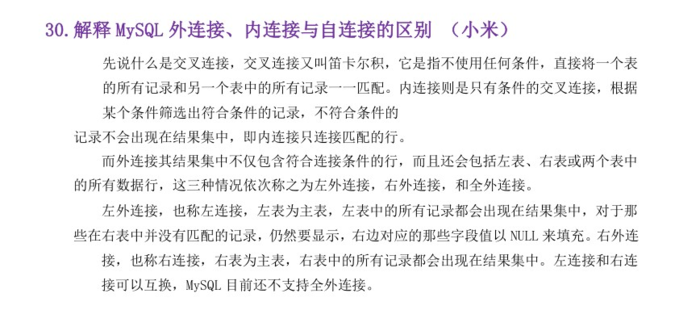 30.解释 MySQL 外连接、内连接与自连接的区别 （小米）
先说什么是交叉连接，交叉连接又叫笛卡尔积，它是指不使用任何条件，直接将一个表
的所有记录和另一个表中的所有记录一一匹配。内连接则是只有条件的交叉连接，根据
某个条件筛选出符合条件的记录，不符合条件的
记录不会出现在结果集中，即内连接只连接匹配的行。
而外连接其结果集中不仅包含符合连接条件的行，而且还会包括左表、右表或两个表中
的所有数据行，这三种情况依次称之为左外连接，右外连接，和全外连接。
左外连接，也称左连接，左表为主表，左表中的所有记录都会出现在结果集中，对于那
些在右表中并没有匹配的记录，仍然要显示，右边对应的那些字段值以 NULL 来填充。右外连
接，也称右连接，右表为主表，右表中的所有记录都会出现在结果集中。左连接和右连
接可以互换，MySQL 目前还不支持全外连接。